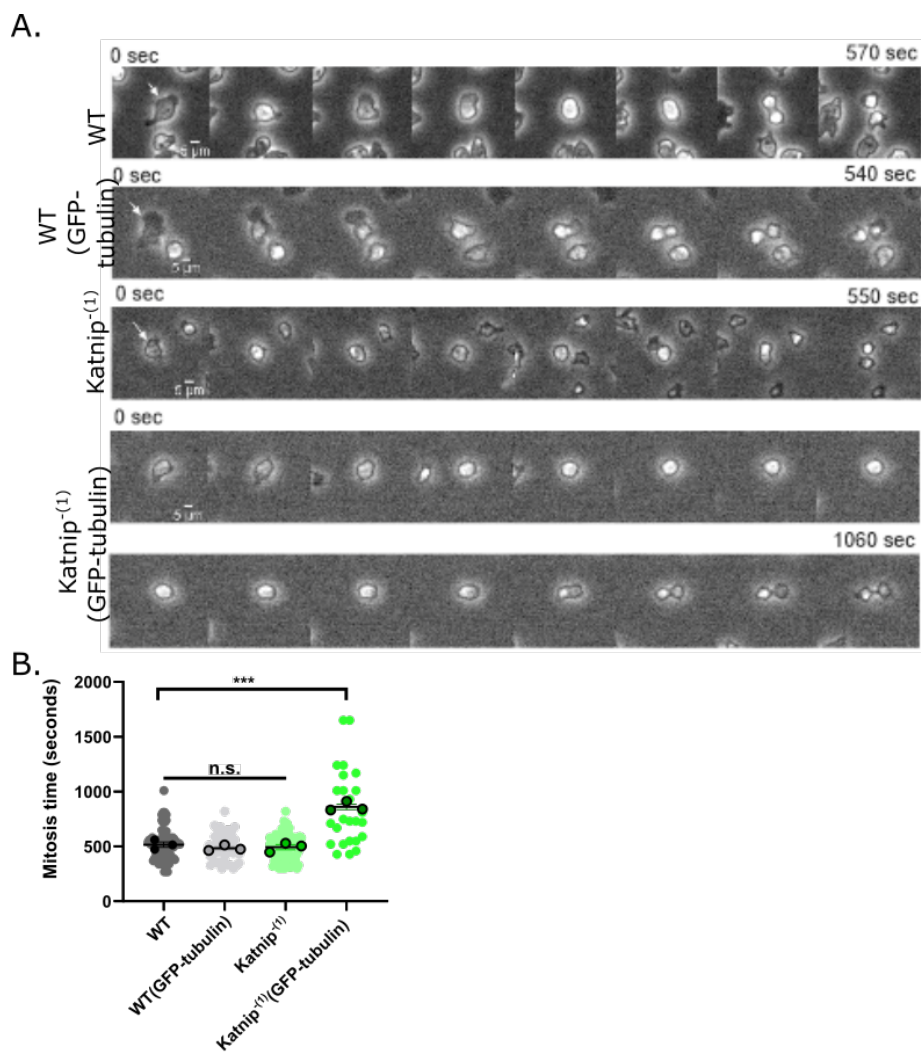 A.
0 sec 570 sec
WT
5 μm
0 sec 540 sec
WT
(GFP-
tubulin)
5 μm
0 sec 550 sec
Katnip-(1)
5 μm
0 sec
Katnip-(1)
(GFP-tubulin)
5 μm
1060 sec
B.
Mitosis time (seconds)
2000
1500
1000
500
0
***
n.s.
WT
WT(GFP-tubulin)
Katnip-(1)
Katnip-(1)(GFP-tubulin)